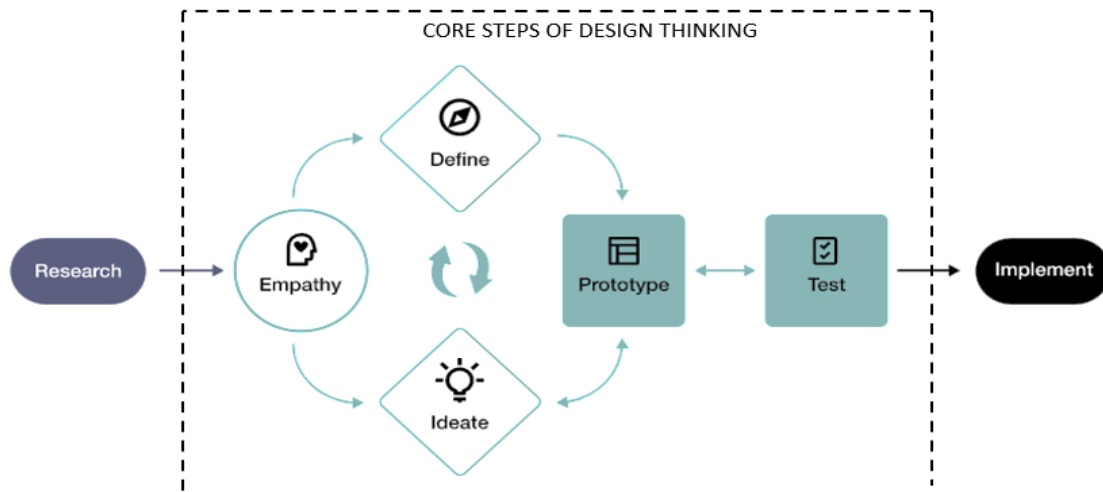 CORE STEPS OF DESIGN THINKING
Define
Research
Empathy
Prototype
Test
Implement
Ideate